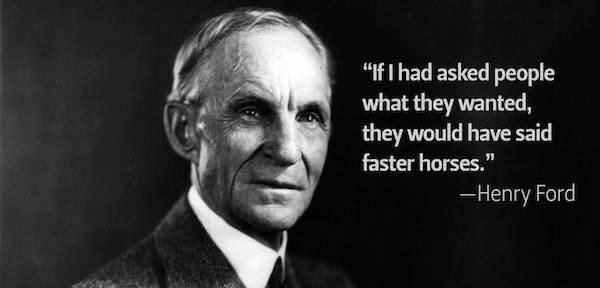 “If I had asked people
what they wanted,
they would have said
faster horses.”
—Henry Ford